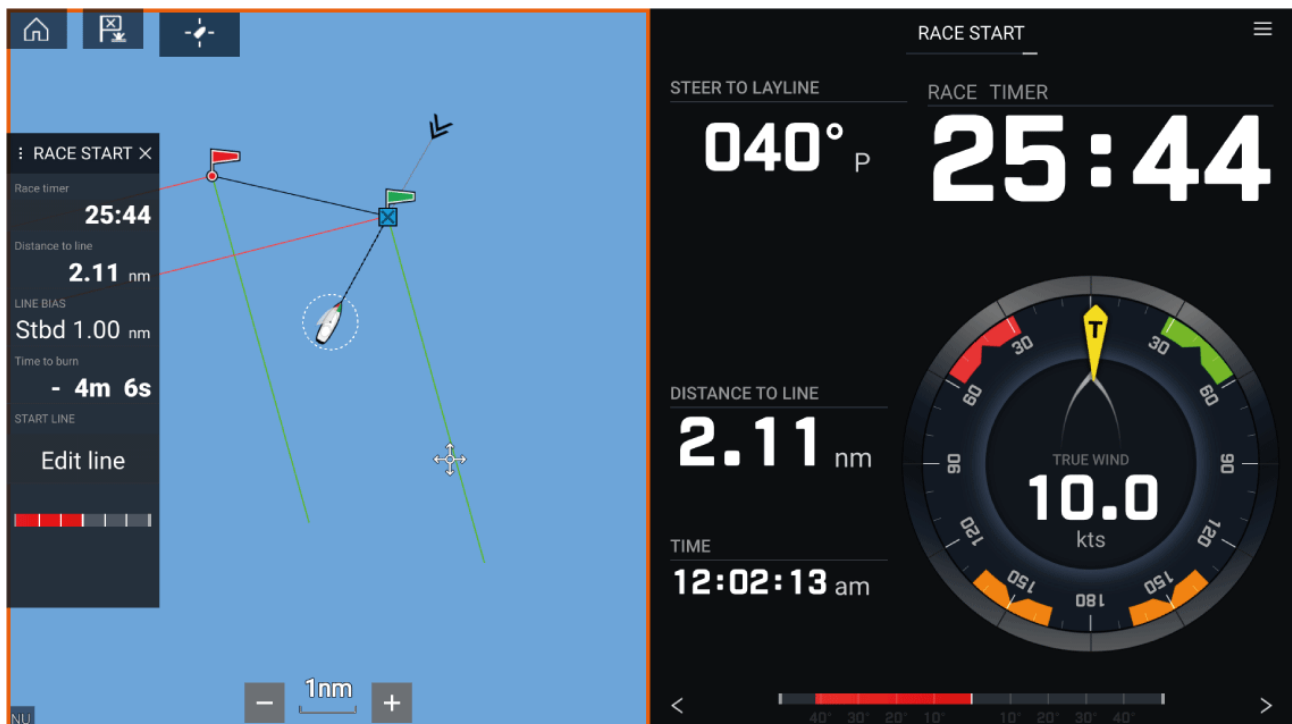 RACE START
Race timer
25:44
Distance to line
2.11 nm
LINE BIAS
Stbd 1.00 nm
Time to burn
- 4m 6s
START LINE
Edit line
1nm
NU
RACE START
STEER TO LAYLINE
040° P
RACE TIMER
25:44
DISTANCE TO LINE
2.11 nm
TIME
12:02:13 am
T
30 30
60 60
90 90
120 120
150 150
180
TRUE WIND
10.0
kts
40° 30° 20° 10° 10° 20° 30° 40°